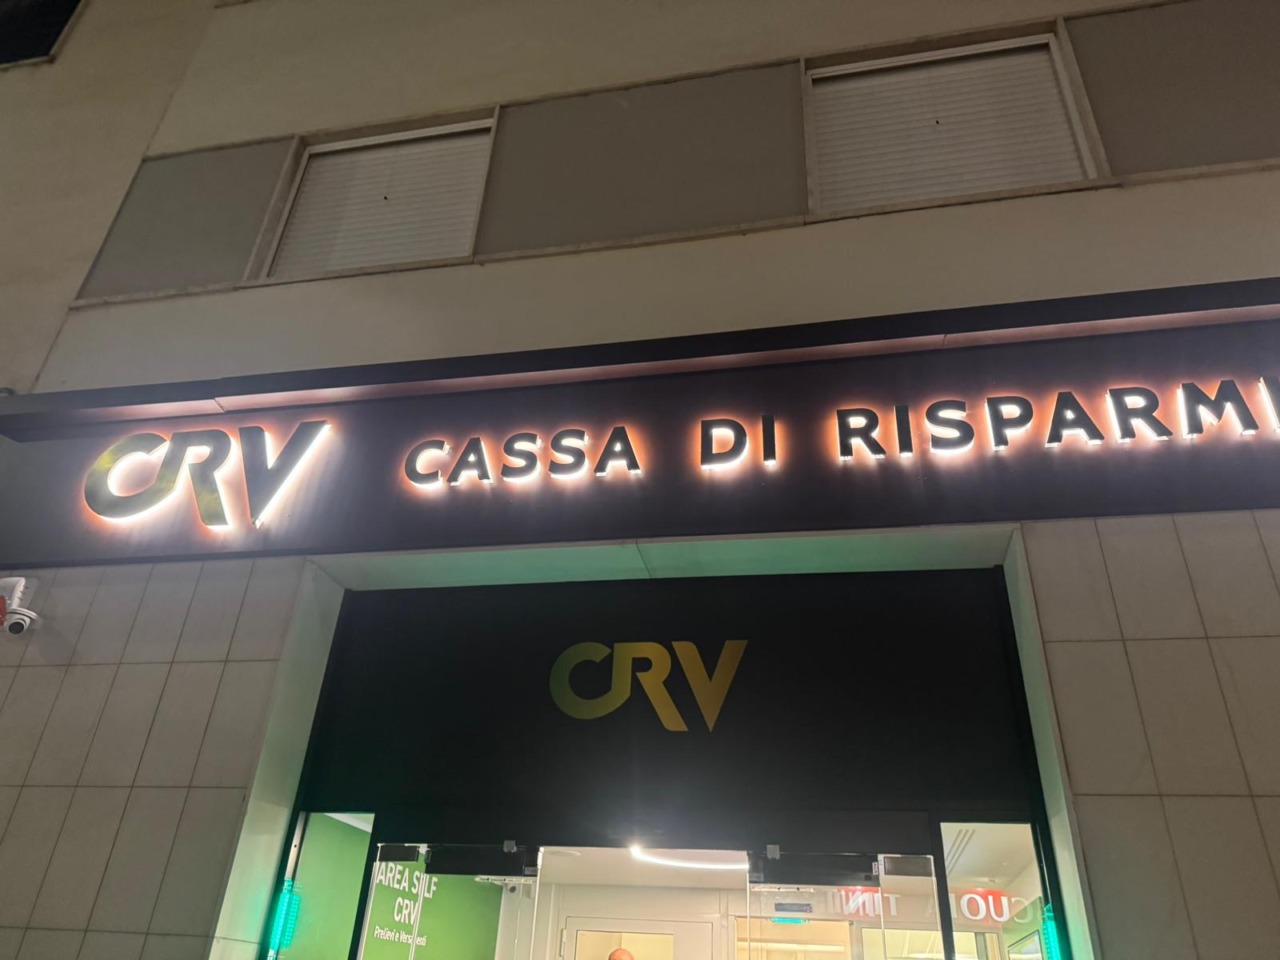 CRV CASSA DI RISPARMI
CRV
AREA SELF
CRV
Prelievi e Versamenti